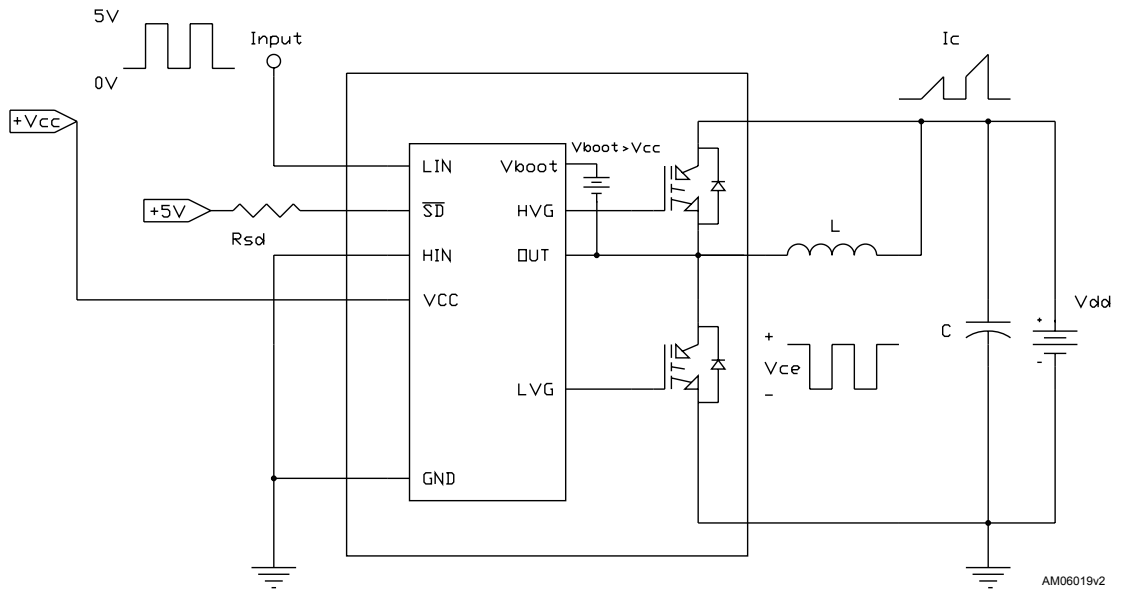 5V
0V
Input
Ic
+Vcc
Vboot>Vcc
LIN
Vboot
+5V
Rsd
SD
HVG
HIN
OUT
L
VCC
Vdd
C
+
-
+
Vce
-
LVG
GND
AM06019v2